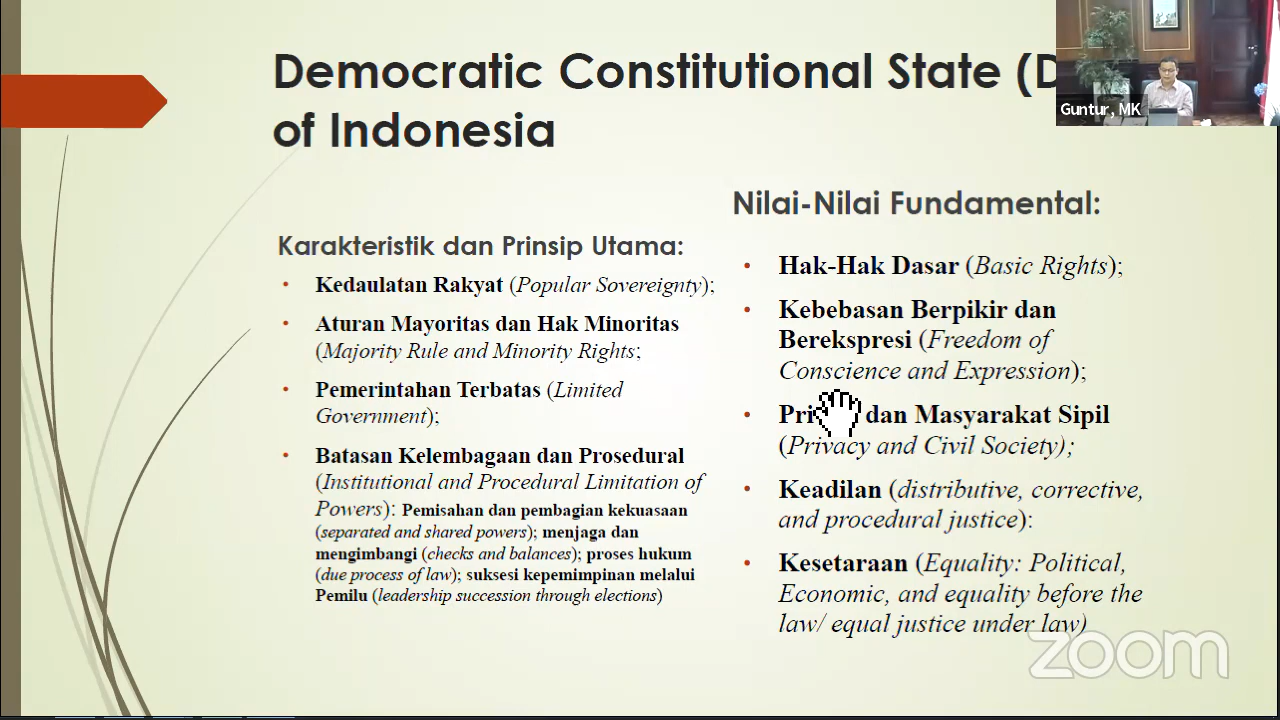 Democratic Constitutional State (D
of Indonesia
Guntur, MK
Karakteristik dan Prinsip Utama:
Kedaulatan Rakyat (Popular Sovereignty);
Aturan Mayoritas dan Hak Minoritas
(Majority Rule and Minority Rights;
Pemerintahan Terbatas (Limited
Government);
Batasan Kelembagaan dan Prosedural
(Institutional and Procedural Limitation of
Powers): Pemisahan dan pembagian kekuasaan
(separated and shared powers); menjaga dan
mengimbangi (checks and balances); proses hukum
(due process of law); suksesi kepemimpinan melalui
Pemilu (leadership succession through elections)
Nilai-Nilai Fundamental:
Hak-Hak Dasar (Basic Rights);
Kebebasan Berpikir dan
Berekspresi (Freedom of
Conscience and Expression);
dan Masyarakat Sipil
(Privacy and Civil Society);
Keadilan (distributive, corrective,
and procedural justice):
Kesetaraan (Equality: Political,
Economic, and equality before the
law/ equal justice under law)
zoom